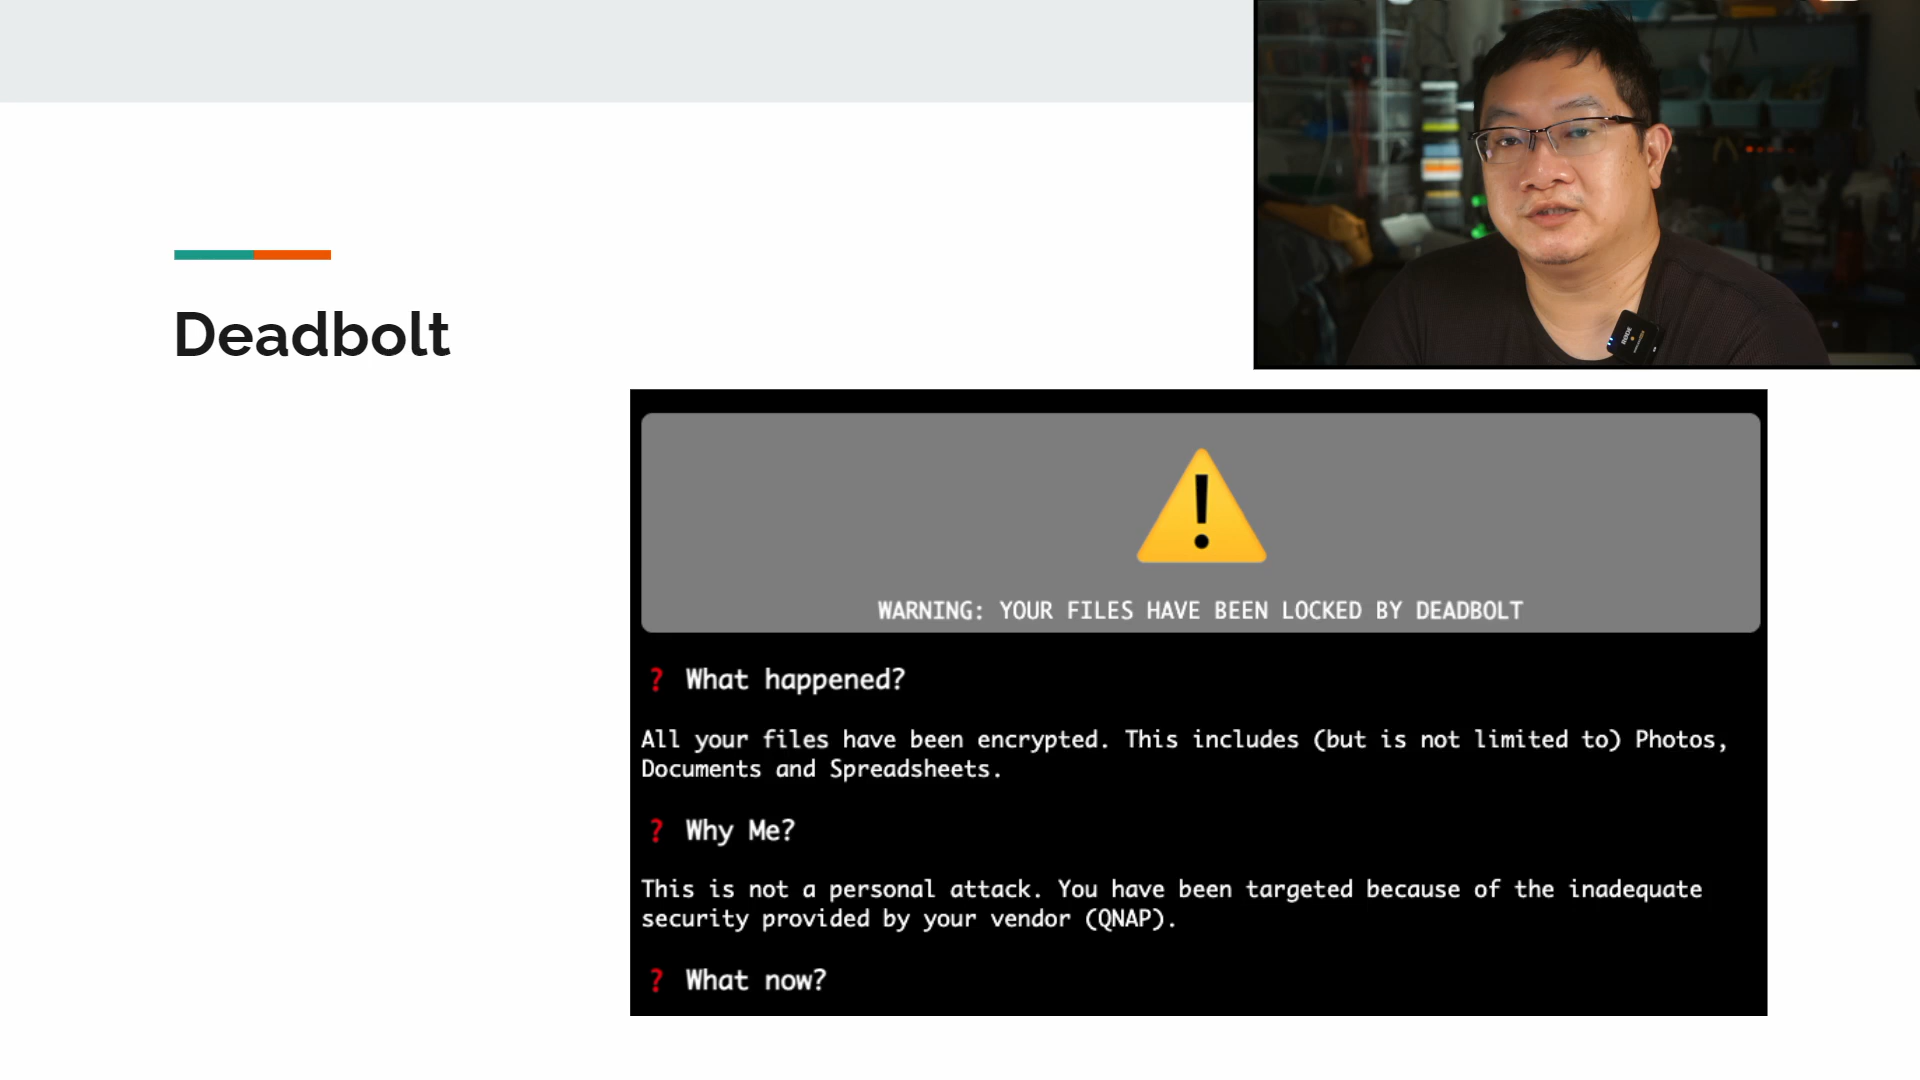 Deadbolt
WARNING: YOUR FILES HAVE BEEN LOCKED BY DEADBOLT
? What happened?
All your files have been encrypted. This includes (but is not limited to) Photos,
Documents and Spreadsheets.
? Why Me?
This is not a personal attack. You have been targeted because of the inadequate
security provided by your vendor (QNAP).
? What now?
RODE